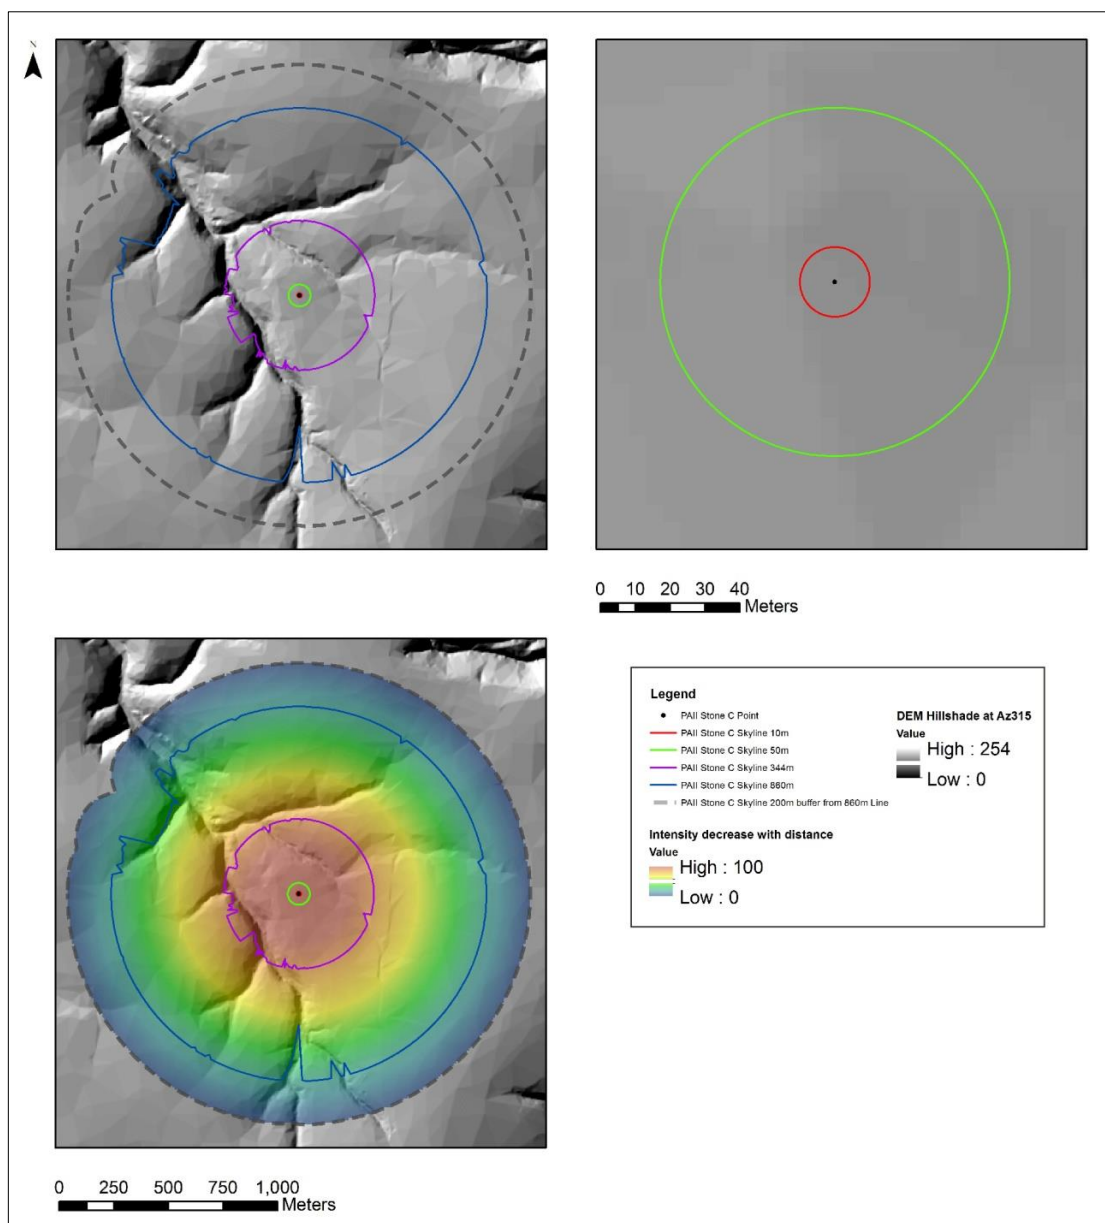 N
0 10 20 30 40
Meters
Legend
PAII Stone C Point
PAII Stone C Skyline 10m
PAII Stone C Skyline 50m
PAII Stone C Skyline 344m
PAII Stone C Skyline 860m
PAII Stone C Skyline 200m buffer from 860m Line
Intensity decrease with distance
Value
High : 100
Low : 0
DEM Hillshade at Az315
Value
High : 254
Low : 0
0 250 500 750 1,000
Meters